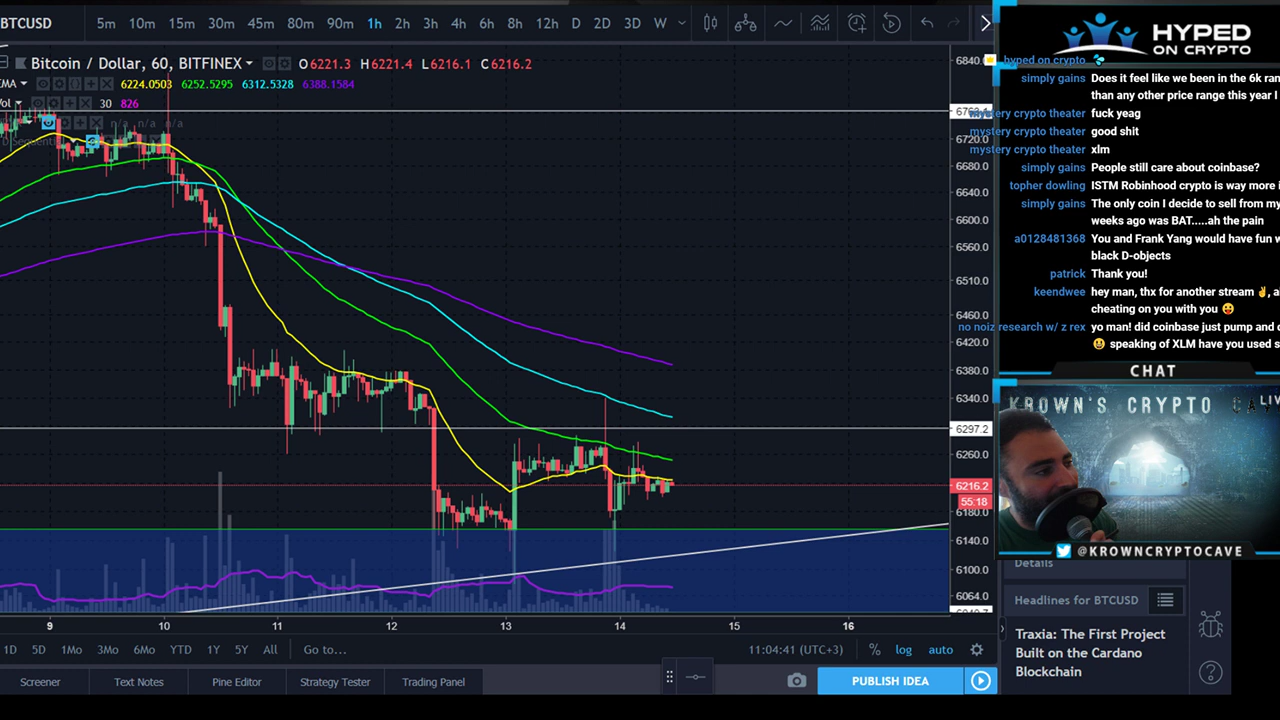 BTCUSD 5m 10m 15m 30m 45m 80m 90m 1h 2h 3h 4h 6h 8h 12h D 2D 3D W
Bitcoin / Dollar, 60, BITFINEX O6221.3 H6221.4 L6216.1 C6216.2
EMA 6224.0503 6252.5295 6312.5328 6388.1584
Vol 30 826
n/a n/a n/a
6840.0
6720.0
6680.0
6640.0
6600.0
6560.0
6510.0
6460.0
6420.0
6380.0
6340.0
6297.2
6260.0
6216.2
55:18
6180.0
6140.0
6100.0
6064.0
9 10 11 12 13 14 15 16
1D 5D 1Mo 3Mo 6Mo YTD 1Y 5Y All Go to... 11:04:41 (UTC+3) % log auto
Screener Text Notes Pine Editor Strategy Tester Trading Panel PUBLISH IDEA
HYPED
ON CRYPTO
hyped on crypto
simply gains Does it feel like we been in the 6k ran
than any other price range this year I
mystery crypto theater fuck yeag
mystery crypto theater good shit
mystery crypto theater xlm
simply gains People still care about coinbase?
topher dowling ISTM Robinhood crypto is way more i
simply gains The only coin I decide to sell from my
weeks ago was BAT.....ah the pain
a0128481368 You and Frank Yang would have fun w
black D-objects
patrick Thank you!
keendwee hey man, thx for another stream ✌, a
cheating on you with you 😜
no noiz research w/ z rex yo man! did coinbase just pump and
😃 speaking of XLM have you used s
CHAT
KROWN'S CRYPTO CAVE
LIV
@KROWNCRYPTOCAVE
Details
Headlines for BTCUSD
Traxia: The First Project
Built on the Cardano
Blockchain